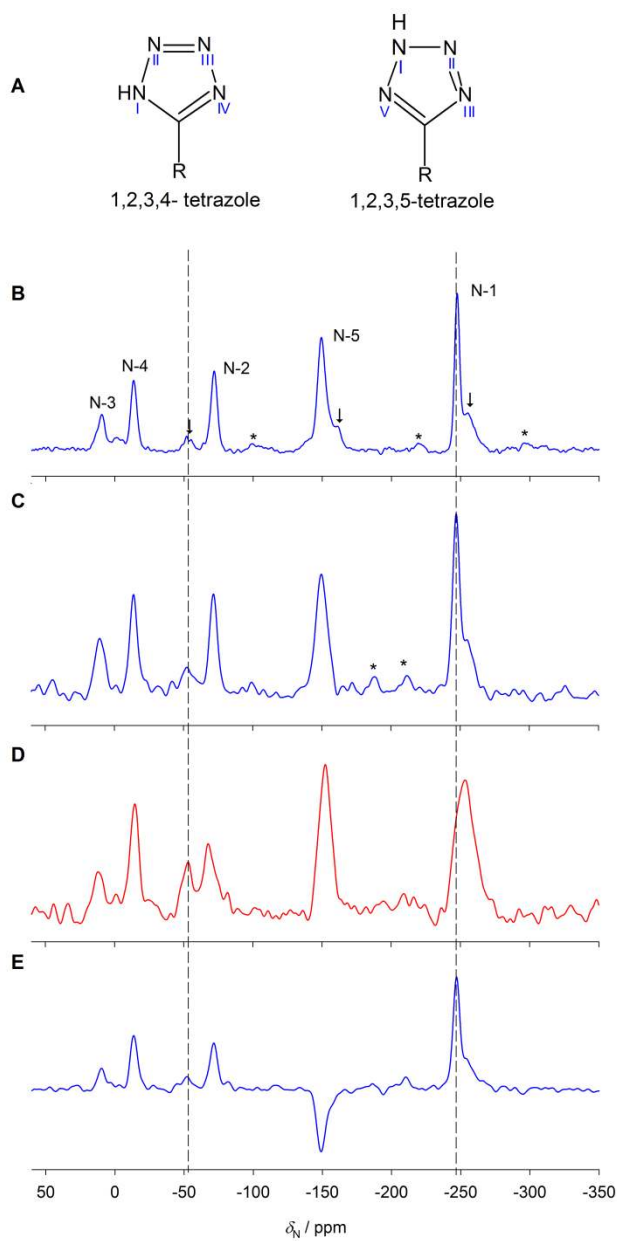 A
N N
II III
HN N
I IV
R
1,2,3,4- tetrazole
H
N N
I II
N N
V III
R
1,2,3,5-tetrazole
B
N-3
N-4
N-2
*
N-5
*
N-1
*
C
* *
D
E
50 0 -50 -100 -150 -200 -250 -300 -350
δN / ppm